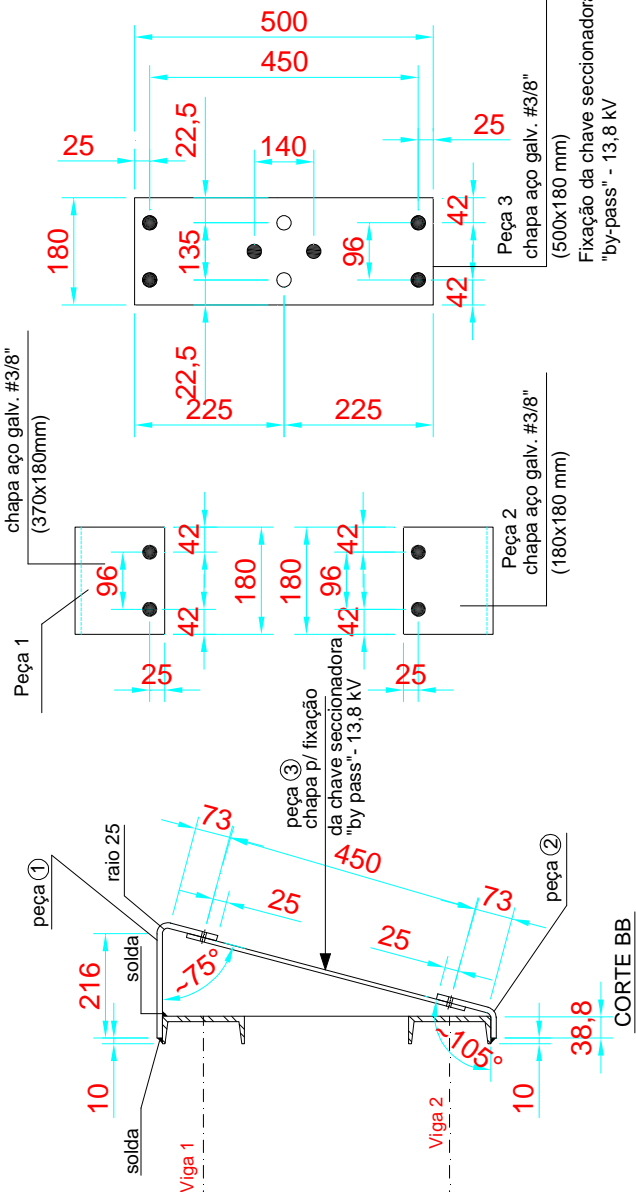 500
450
25
22,5
140
25
180
135
96
42
42
22,5
225
225
Peça 3
chapa aço galv. #3/8"
(500x180 mm)
Fixação da chave seccionadora
"by-pass" - 13,8 kV
chapa aço galv. #3/8"
(370x180mm)
Peça 1
96
42
42
180
25
180
42
96
42
25
Peça 2
chapa aço galv. #3/8"
(180x180 mm)
peça 3
chapa p/ fixação
da chave seccionadora
"by pass"- 13,8 kV
peça 1
raio 25
solda
216
10
solda
73
25
450
73
25
~75°
~105°
peça 2
38,8
10
Viga 1
Viga 2
CORTE BB